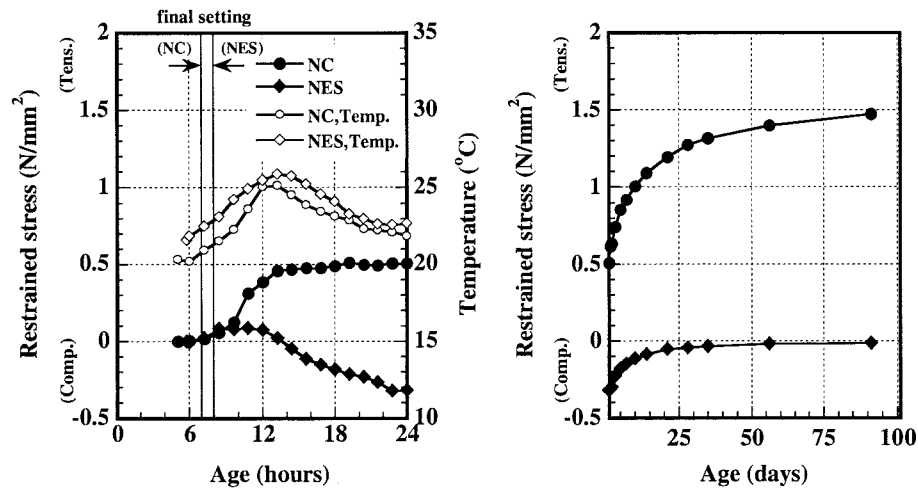 final setting
(NC)
(NES)
NC
NES
NC,Temp.
NES,Temp.
Restrained stress (N/mm²)
(Tens.)
(Comp.)
2
1.5
1
0.5
0
-0.5
35
30
25
20
15
10
Temperature (°C)
0
6
12
18
24
Age (hours)
Restrained stress (N/mm²)
(Tens.)
(Comp.)
2
1.5
1
0.5
0
-0.5
25
50
75
100
Age (days)